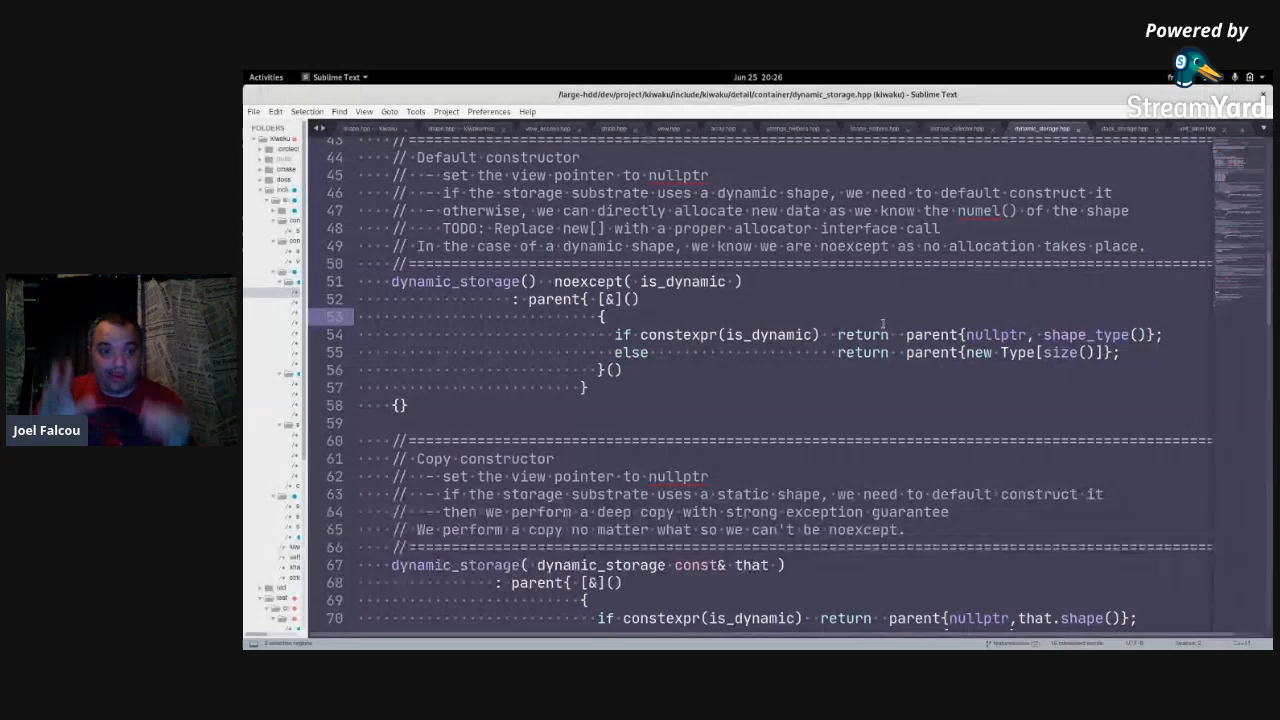 Powered by
StreamYard
Activities Sublime Text Jun 25 20:26 fr
/large-hdd/dev/project/kiwaku/include/kiwaku/detail/container/dynamic_storage.hpp (kiwaku) - Sublime Text
File Edit Selection Find View Goto Tools Project Preferences Help
FOLDERS
kiwaku
cmake
docs
dynamic_storage.hpp
43 //====================================================================================
44 // Default constructor
45 // - set the view pointer to nullptr
46 // - if the storage substrate uses a dynamic shape, we need to default construct it
47 // - otherwise, we can directly allocate new data as we know the numel() of the shape
48 // TODO: Replace new[] with a proper allocator interface call
49 // In the case of a dynamic shape, we know we are noexcept as no allocation takes place.
50 //====================================================================================
51 dynamic_storage() noexcept( is_dynamic )
52 : parent{ [&]()
53 {
54 if constexpr(is_dynamic) return parent{nullptr, shape_type()};
55 else return parent{new Type[size()]};
56 }()
57 }
58 {}
59
60 //====================================================================================
61 // Copy constructor
62 // - set the view pointer to nullptr
63 // - if the storage substrate uses a static shape, we need to default construct it
64 // - then we perform a deep copy with strong exception guarantee
65 // We perform a copy no matter what so we can't be noexcept.
66 //====================================================================================
67 dynamic_storage( dynamic_storage const& that )
68 : parent{ [&]()
69 {
70 if constexpr(is_dynamic) return parent{nullptr,that.shape()};
Joel Falcou